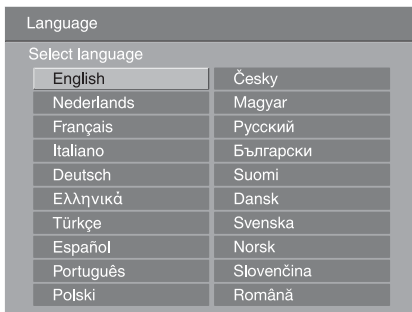 Language
Select language
English
Nederlands
Français
Italiano
Deutsch
Ελληνικά
Türkçe
Español
Português
Polski
Česky
Magyar
Русский
Български
Suomi
Dansk
Svenska
Norsk
Slovenčina
Română